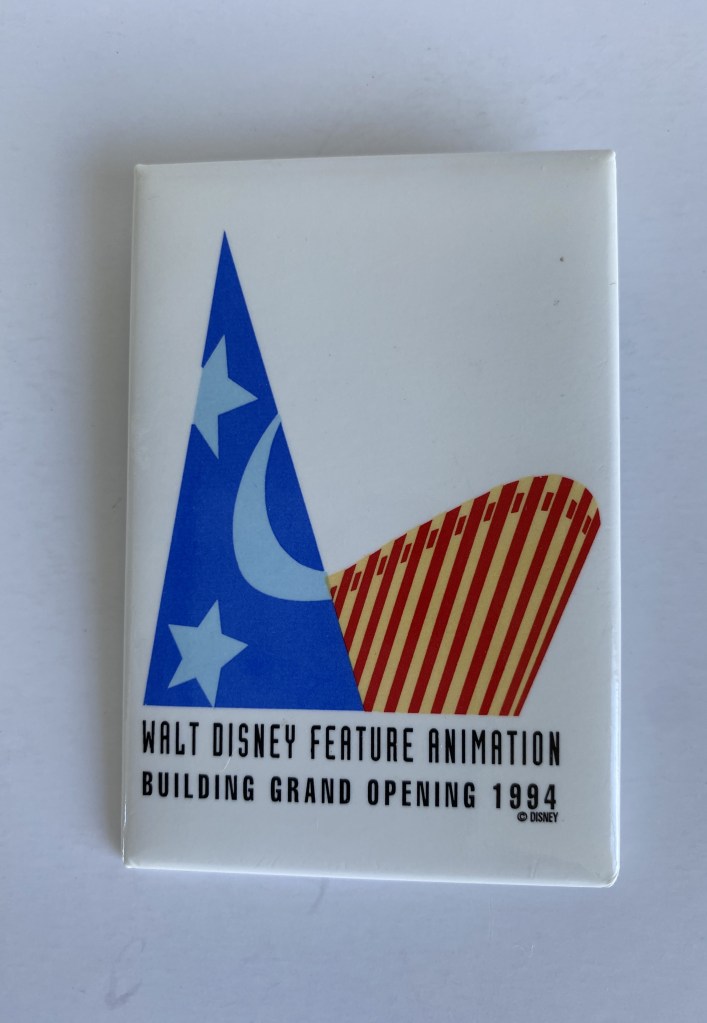 WALT DISNEY FEATURE ANIMATION
BUILDING GRAND OPENING 1994
© DISNEY